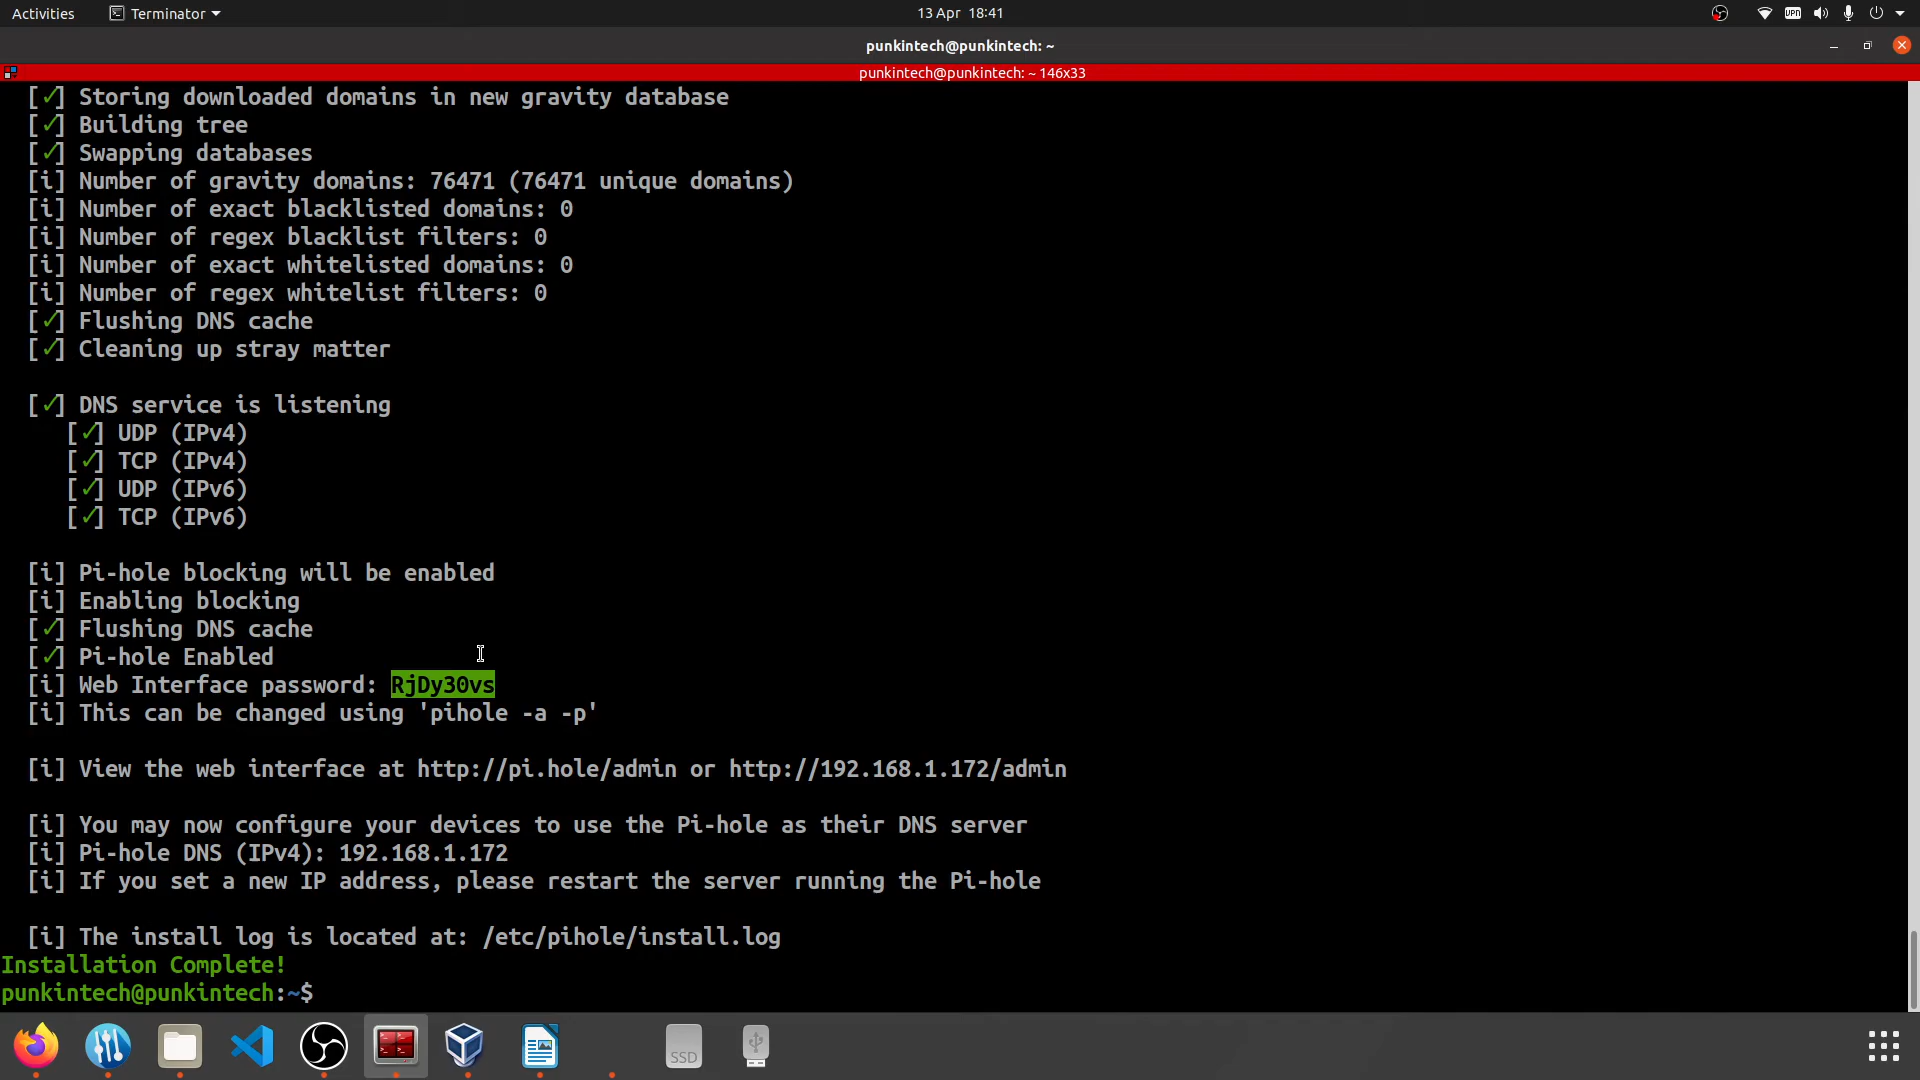 Activities
Terminator
13 Apr 18:41
VPN
punkintech@punkintech: ~
punkintech@punkintech: ~ 146x33
[✓] Storing downloaded domains in new gravity database
[✓] Building tree
[✓] Swapping databases
[i] Number of gravity domains: 76471 (76471 unique domains)
[i] Number of exact blacklisted domains: 0
[i] Number of regex blacklist filters: 0
[i] Number of exact whitelisted domains: 0
[i] Number of regex whitelist filters: 0
[✓] Flushing DNS cache
[✓] Cleaning up stray matter
[✓] DNS service is listening
[✓] UDP (IPv4)
[✓] TCP (IPv4)
[✓] UDP (IPv6)
[✓] TCP (IPv6)
[i] Pi-hole blocking will be enabled
[i] Enabling blocking
[✓] Flushing DNS cache
[✓] Pi-hole Enabled
[i] Web Interface password: RjDy30vs
[i] This can be changed using 'pihole -a -p'
[i] View the web interface at http://pi.hole/admin or http://192.168.1.172/admin
[i] You may now configure your devices to use the Pi-hole as their DNS server
[i] Pi-hole DNS (IPv4): 192.168.1.172
[i] If you set a new IP address, please restart the server running the Pi-hole
[i] The install log is located at: /etc/pihole/install.log
Installation Complete!
punkintech@punkintech:~$
SSD